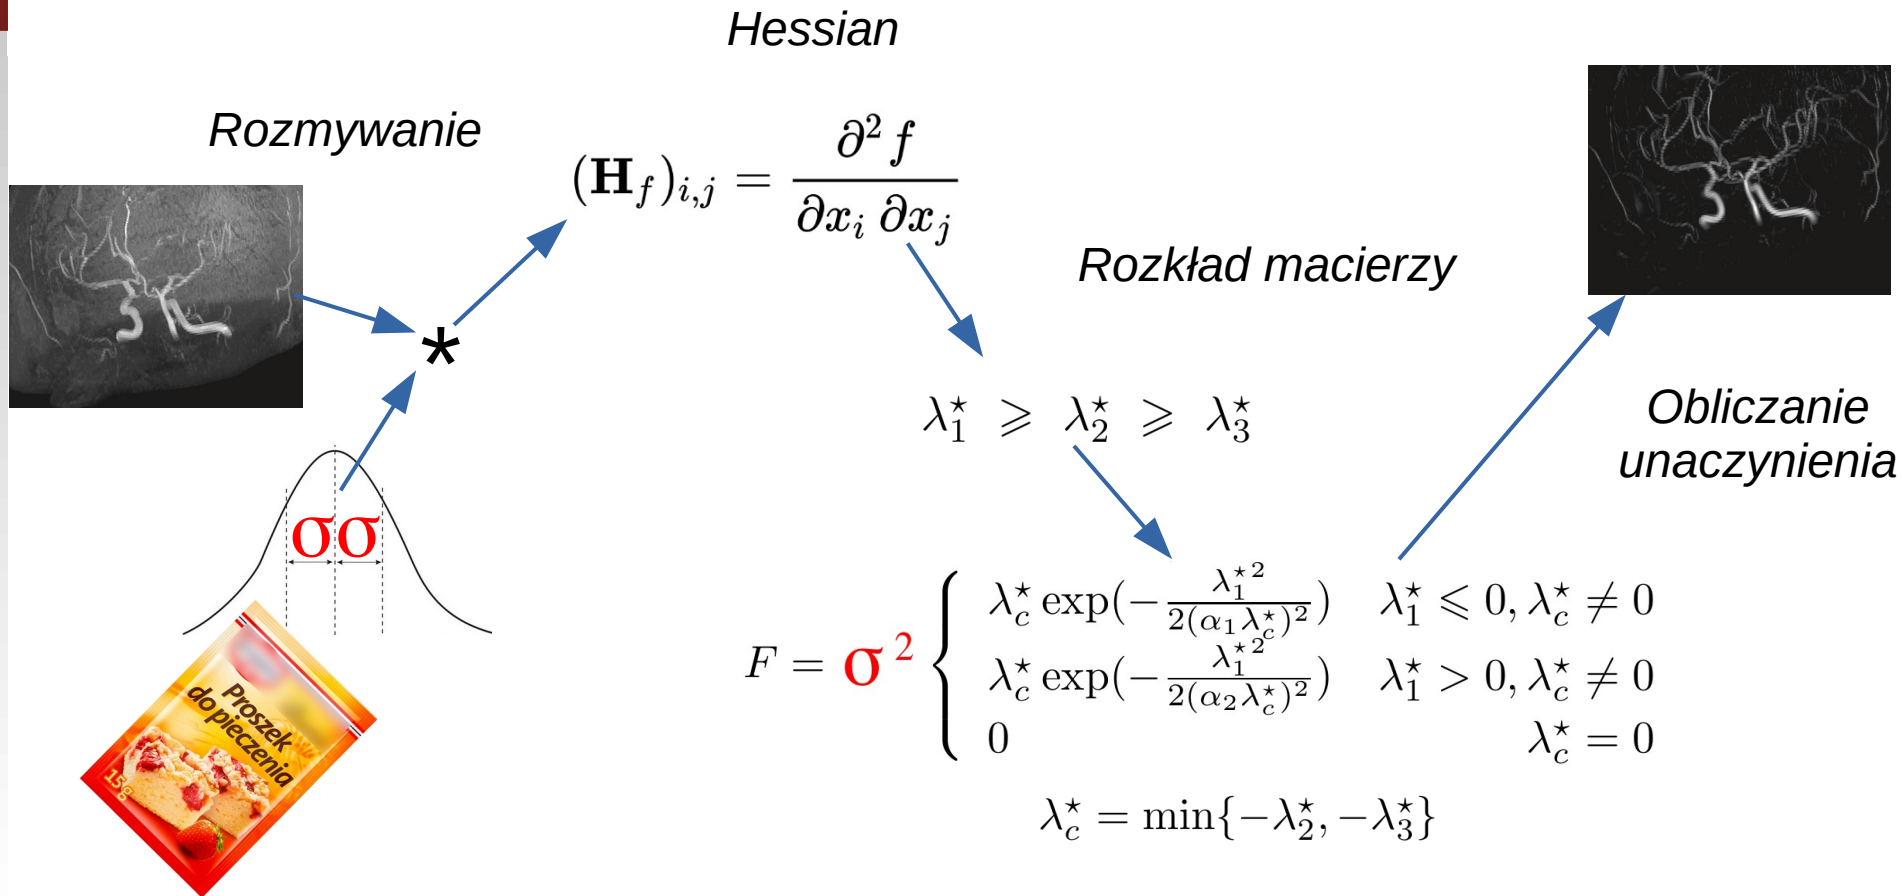 Hessian
Rozmywanie
(𝐇_f)_{i,j} = ∂² f / ∂x_i ∂x_j
Rozkład macierzy
*
λ₁* ⩾ λ₂* ⩾ λ₃*
Obliczanie
unaczynienia
σσ
F = σ² {
λ_c* exp(−λ₁*² / 2(α₁λ_c*)²) λ₁* ⩽ 0, λ_c* ≠ 0
λ_c* exp(−λ₁*² / 2(α₂λ_c*)²) λ₁* > 0, λ_c* ≠ 0
0 λ_c* = 0
λ_c* = min{−λ₂*, −λ₃*}
Proszek
do pieczenia
15g